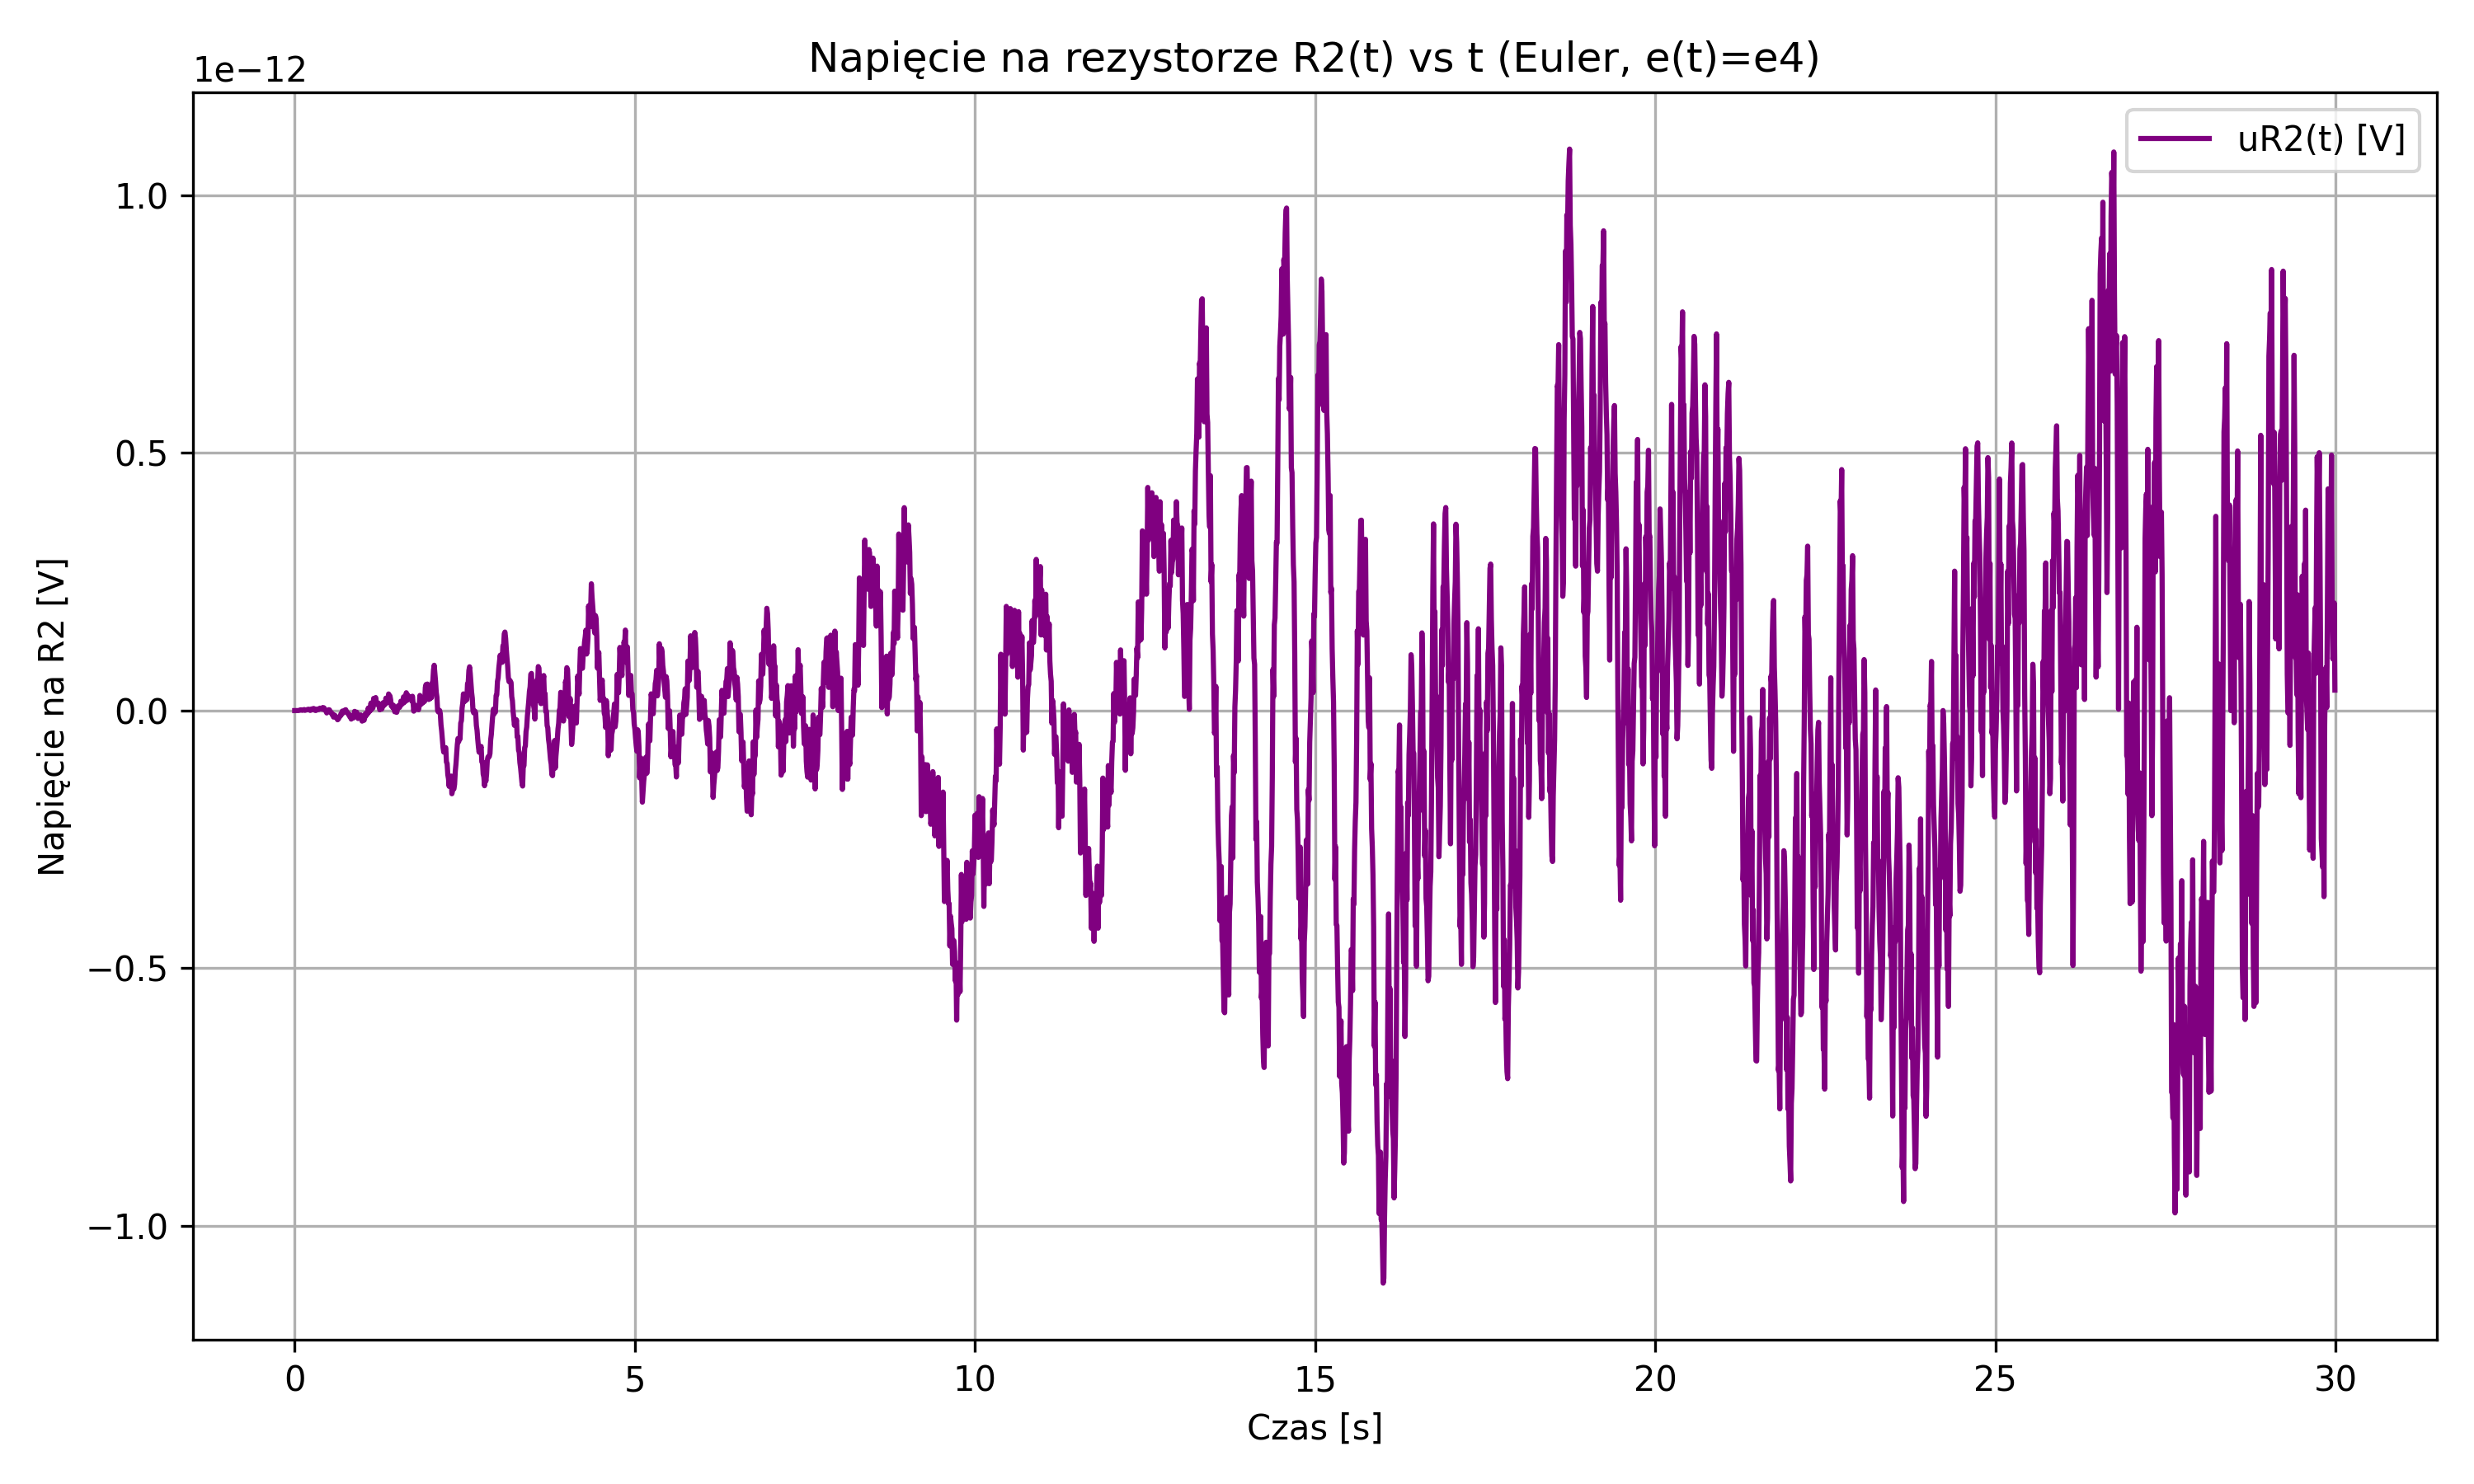 Napięcie na rezystorze R2(t) vs t (Euler, e(t)=e4)
1e−12
uR2(t) [V]
1.0
0.5
0.0
−0.5
−1.0
Napięcie na R2 [V]
0 5 10 15 20 25 30
Czas [s]